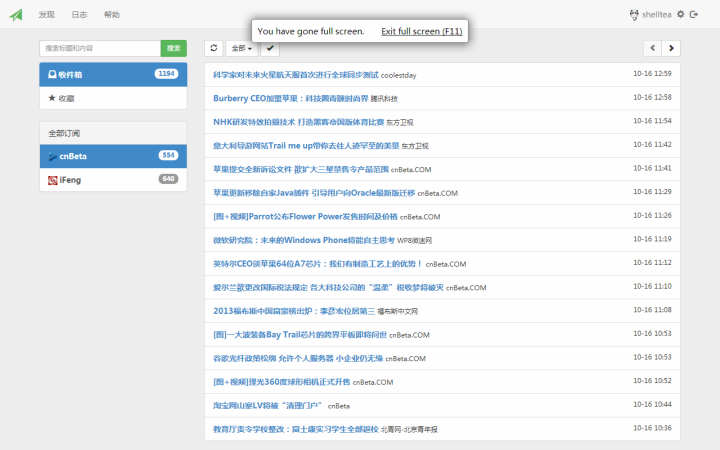 发现 日志 帮助
You have gone full screen. Exit full screen (F11)
shelltea
搜索标题和内容 搜索
全部
收件箱 1194
收藏
全部订阅
cnBeta 554
iFeng 640
科学家对未来火星航天服首次进行全球同步测试 coolestday 10-16 12:59
Burberry CEO加盟苹果：科技圈青睐时尚界 腾讯科技 10-16 12:58
NHK研发特效拍摄技术 打造黑客帝国版体育比赛 东方卫视 10-16 11:54
意大利导游网站Trail me up带你去往人迹罕至的美景 东方卫视 10-16 11:42
苹果提交全新诉讼文件 欲扩大三星禁售令产品范围 cnBeta.COM 10-16 11:41
苹果更新移除自家Java插件 引导用户向Oracle最新版迁移 cnBeta.COM 10-16 11:29
[图+视频]Parrot公布Flower Power发售时间及价格 cnBeta.COM 10-16 11:26
微软研究院：未来的Windows Phone将能自主思考 WP8微迷网 10-16 11:19
英特尔CEO谈苹果64位A7芯片：我们有制造工艺上的优势！ cnBeta.COM 10-16 11:12
爱尔兰欲更改国际税法规定 各大科技公司的“温柔”税收梦将破灭 cnBeta.COM 10-16 11:10
2013福布斯中国富豪榜出炉：李彦宏位居第三 福布斯中文网 10-16 11:08
[图]一大波装备Bay Trail芯片的跨界平板即将问世 cnBeta.COM 10-16 10:53
谷歌光纤政策松绑 允许个人服务器 小企业仍无缘 cnBeta.COM 10-16 10:53
[图+视频]理光360度球形相机正式开售 cnBeta.COM 10-16 10:52
淘宝网山寨LV将被“清理门户” cnBeta 10-16 10:44
教育厅责令学校整改：富士康实习学生全部返校 北青网-北京青年报 10-16 10:36